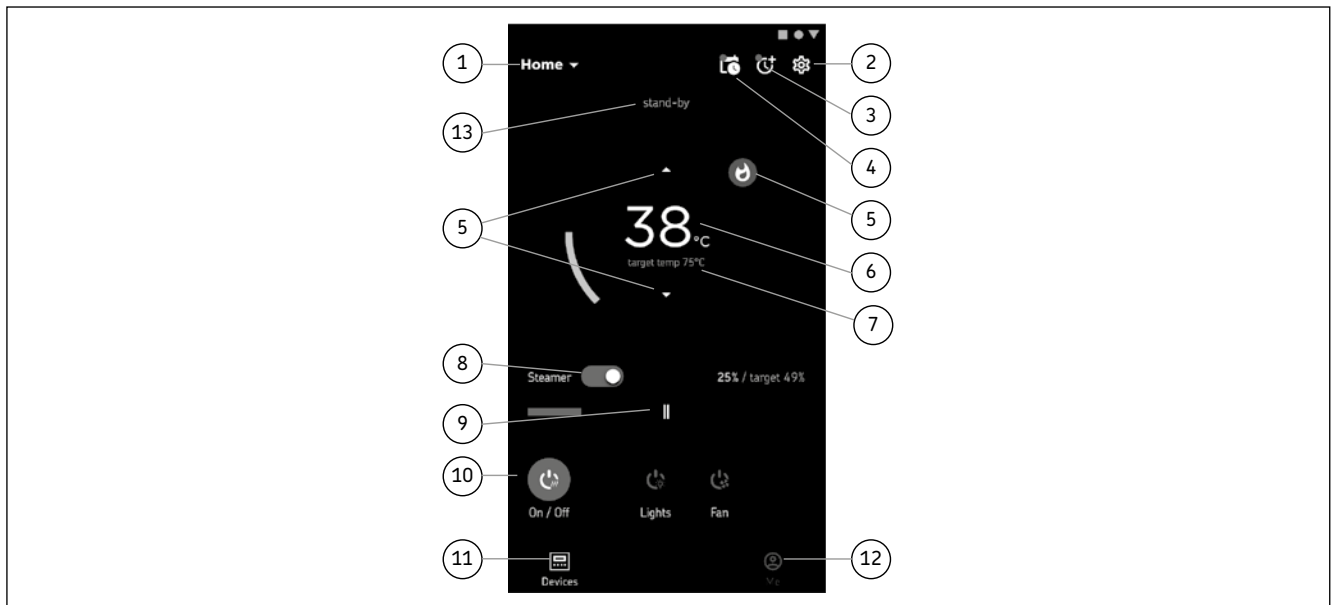 1
Home
2
3
stand-by
13
4
5
5
38 °C
6
target temp 75°C
7
8
Steamer
25% / target 49%
9
10
On / Off
Lights
Fan
11
12
Devices
Me